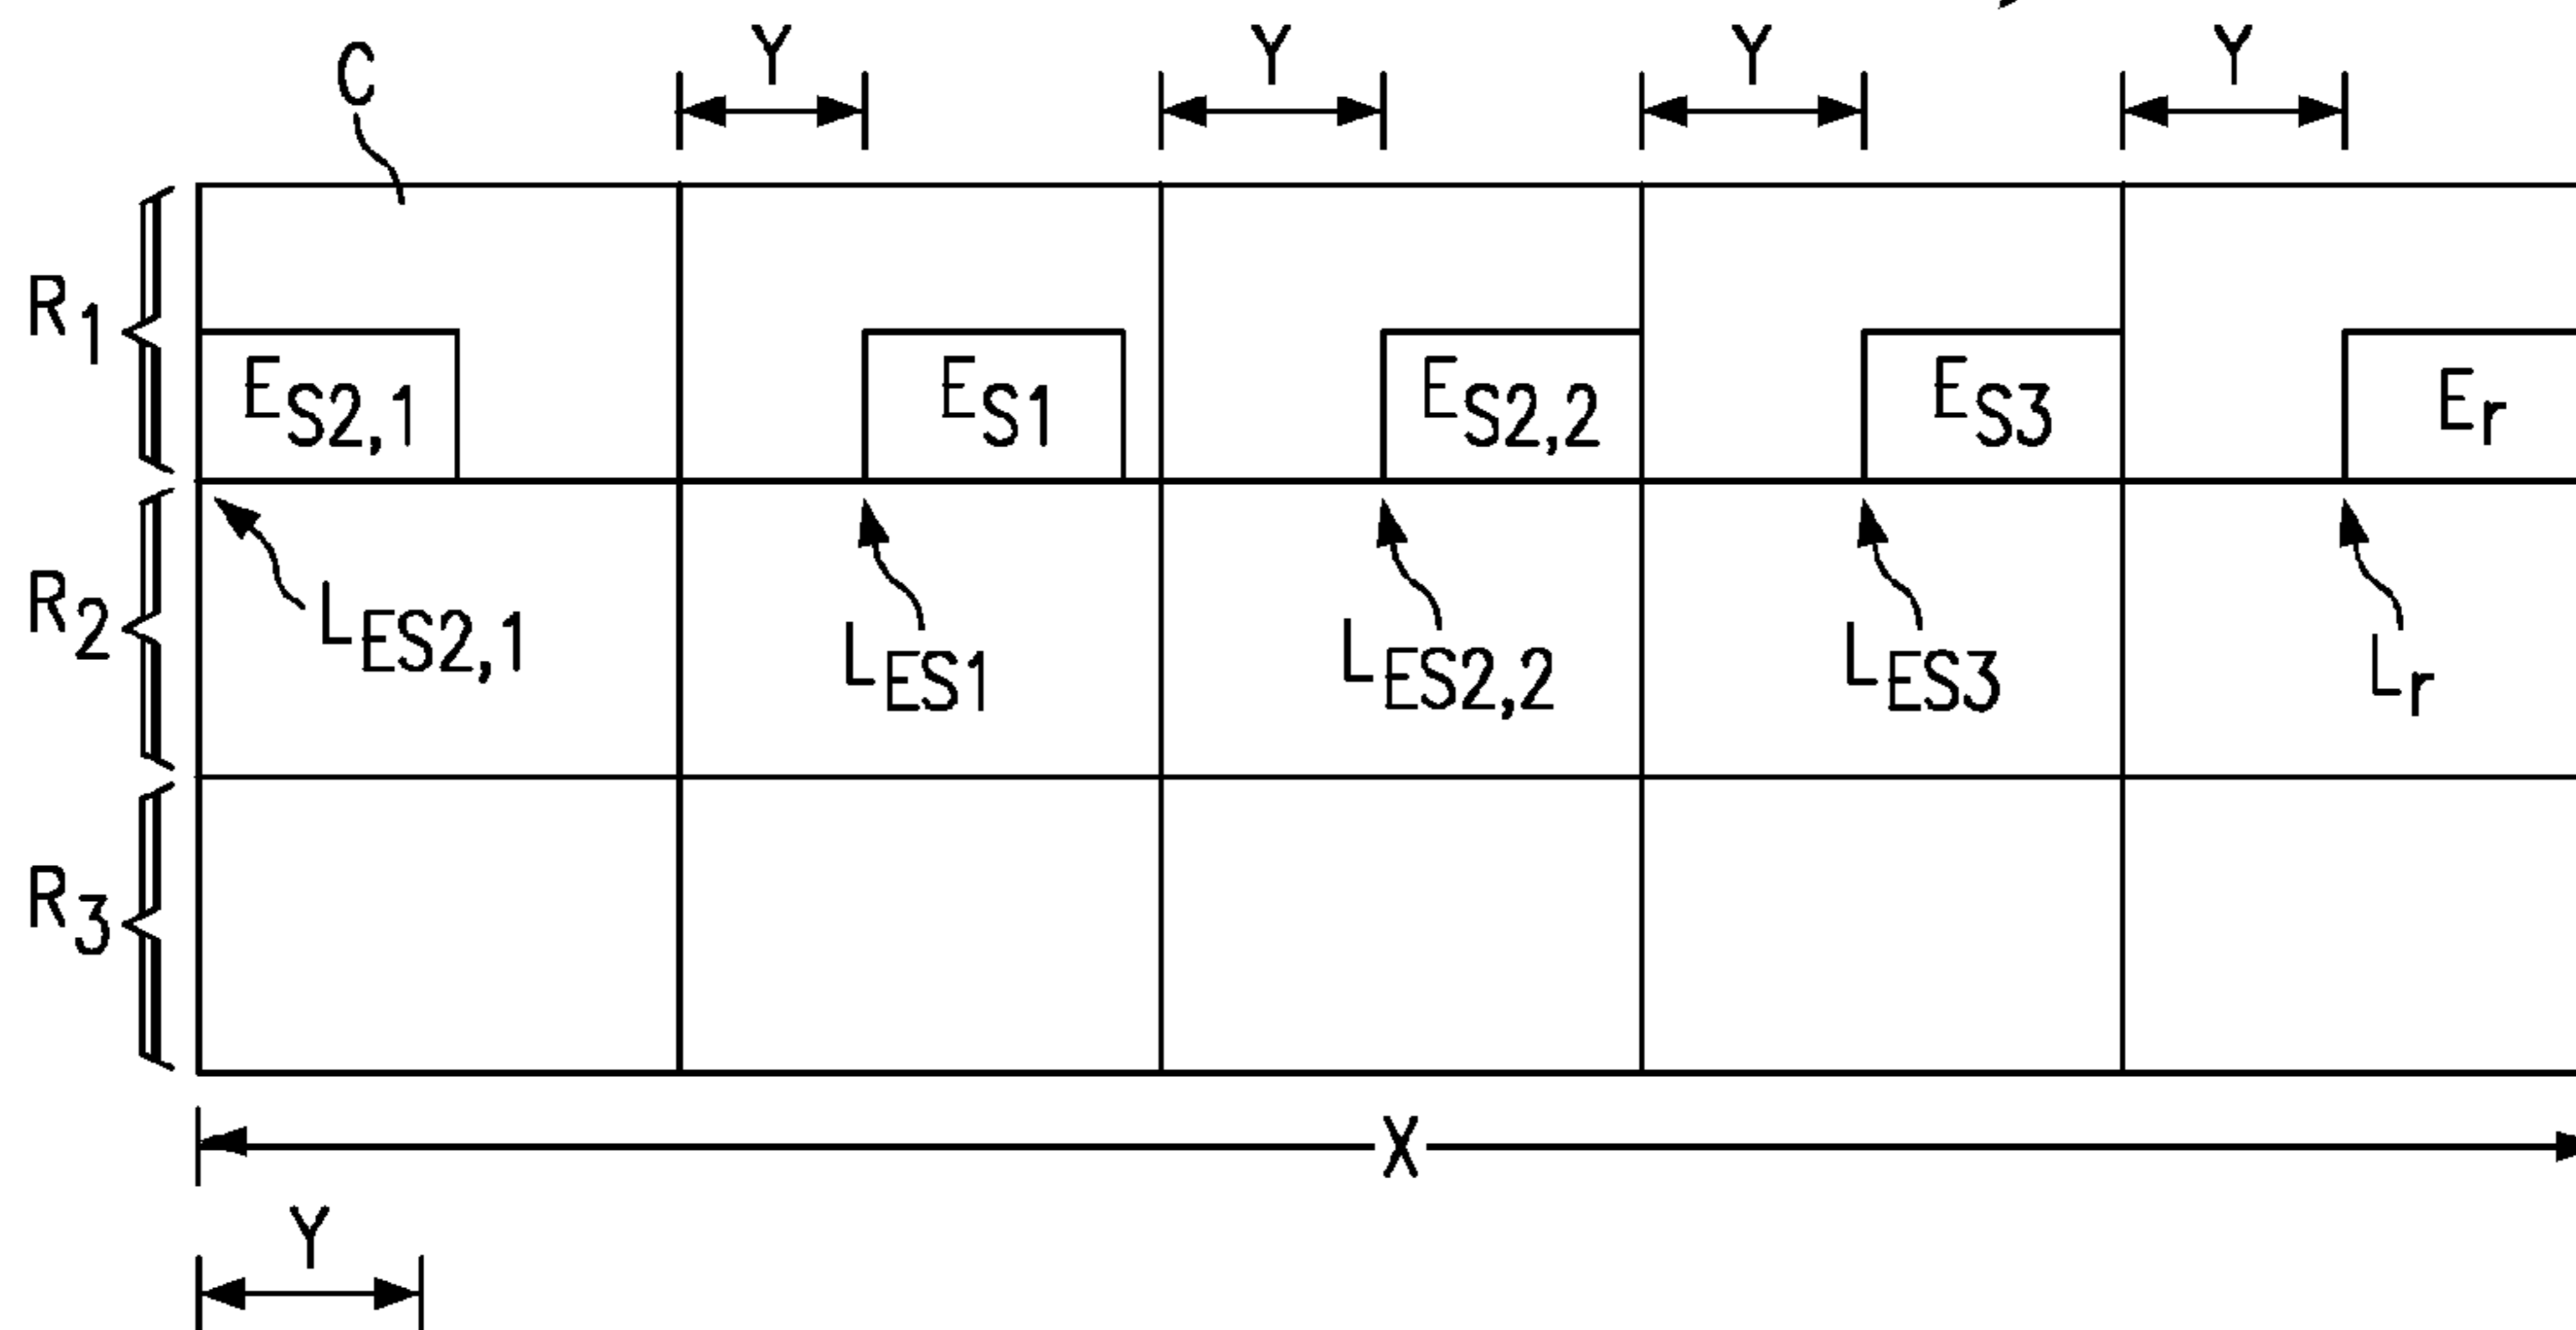 C Y Y Y Y
R1 ES2,1 ES1 ES2,2 ES3 Er
R2 LES2,1 LES1 LES2,2 LES3 Lr
R3
X
Y